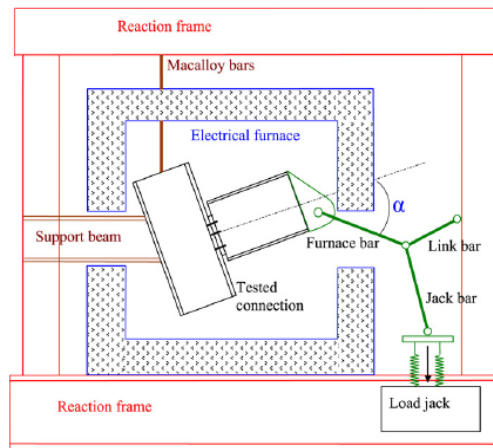 Reaction frame
Macalloy bars
Electrical furnace
α
Support beam
Furnace bar
Link bar
Tested
connection
Jack bar
Reaction frame
Load jack